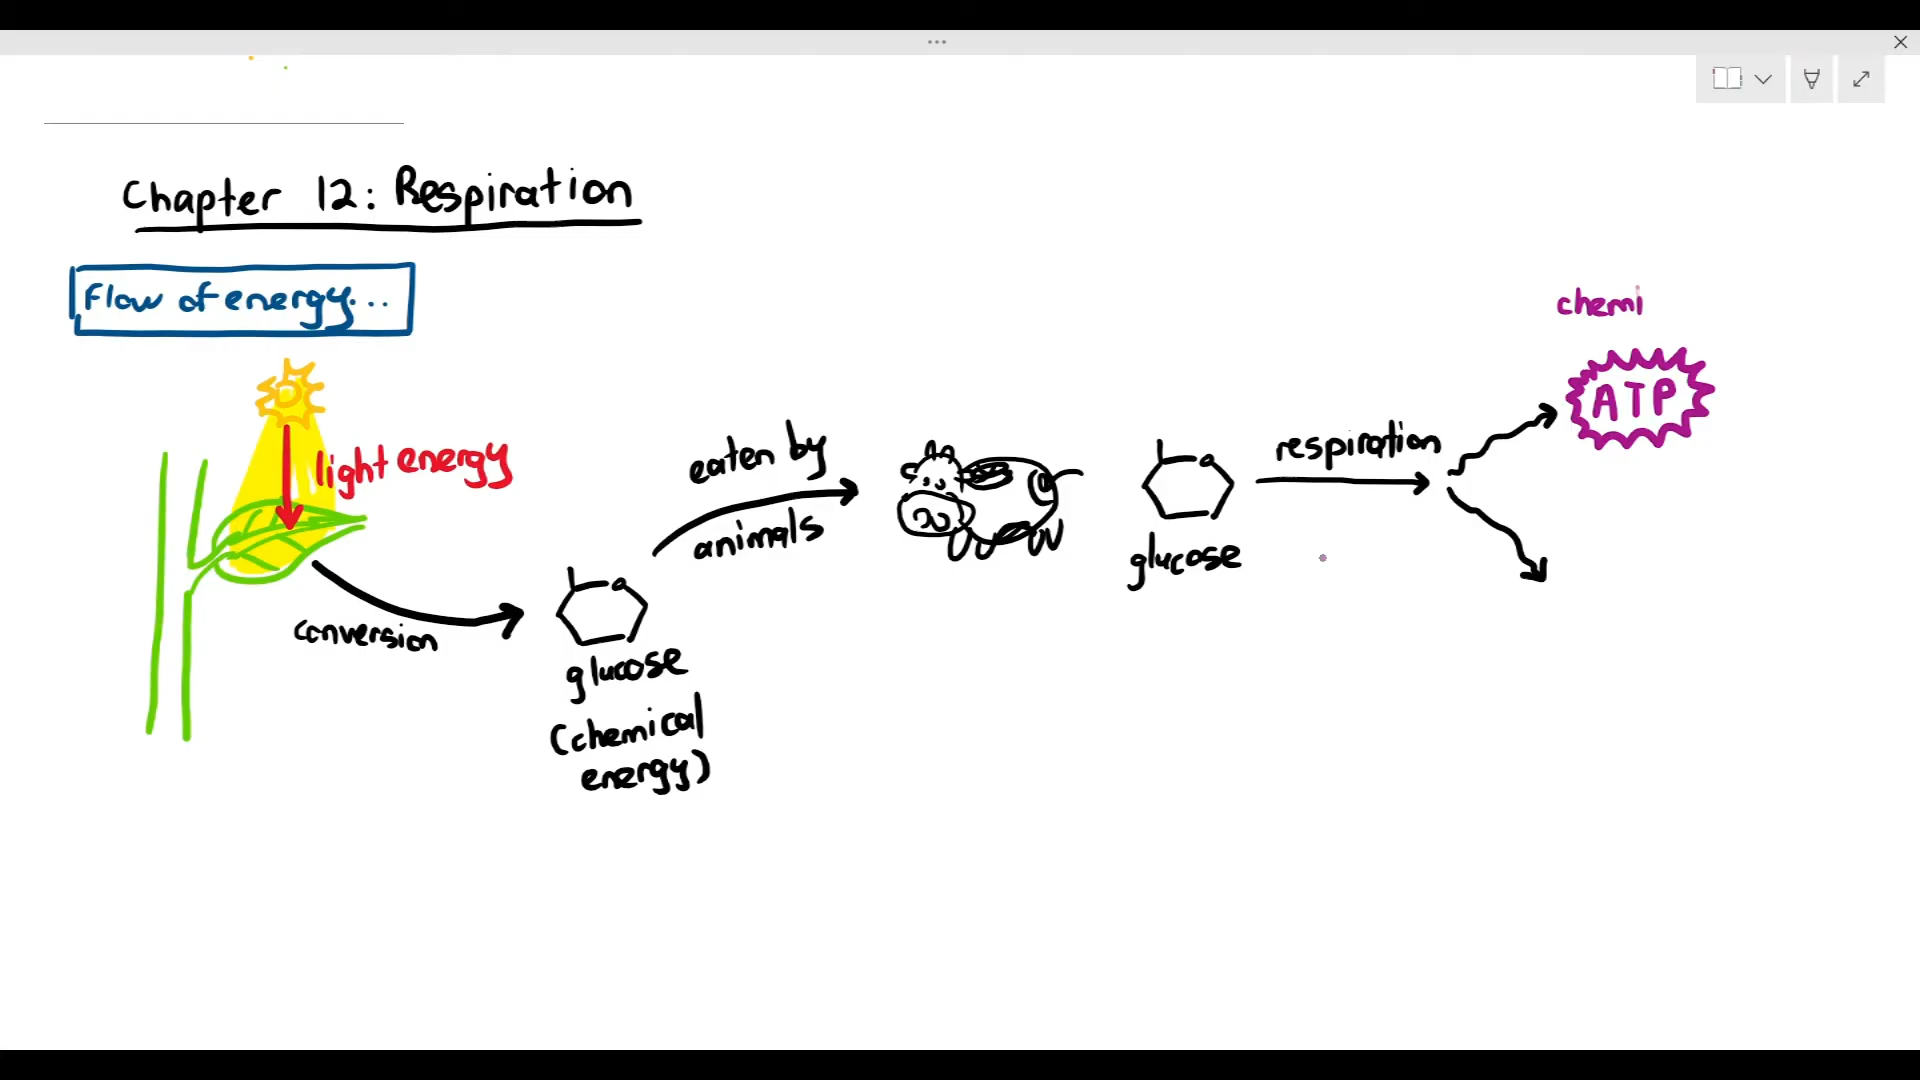 Chapter 12: Respiration
Flow of energy...
light energy
conversion
glucose
(chemical
energy)
eaten by
animals
glucose
respiration
chemi
ATP